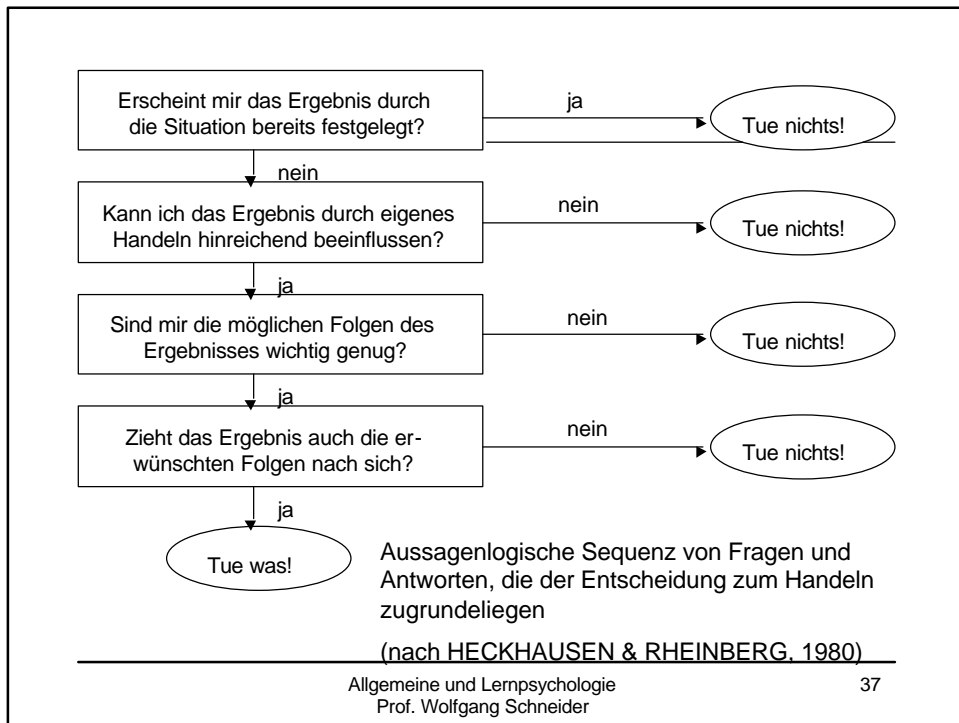 Erscheint mir das Ergebnis durch
die Situation bereits festgelegt?
ja
Tue nichts!
nein
Kann ich das Ergebnis durch eigenes
Handeln hinreichend beeinflussen?
nein
Tue nichts!
ja
Sind mir die möglichen Folgen des
Ergebnisses wichtig genug?
nein
Tue nichts!
ja
Zieht das Ergebnis auch die er-
wünschten Folgen nach sich?
nein
Tue nichts!
ja
Tue was!
Aussagenlogische Sequenz von Fragen und
Antworten, die der Entscheidung zum Handeln
zugrundeliegen
(nach HECKHAUSEN & RHEINBERG, 1980)
Allgemeine und Lernpsychologie
Prof. Wolfgang Schneider
37